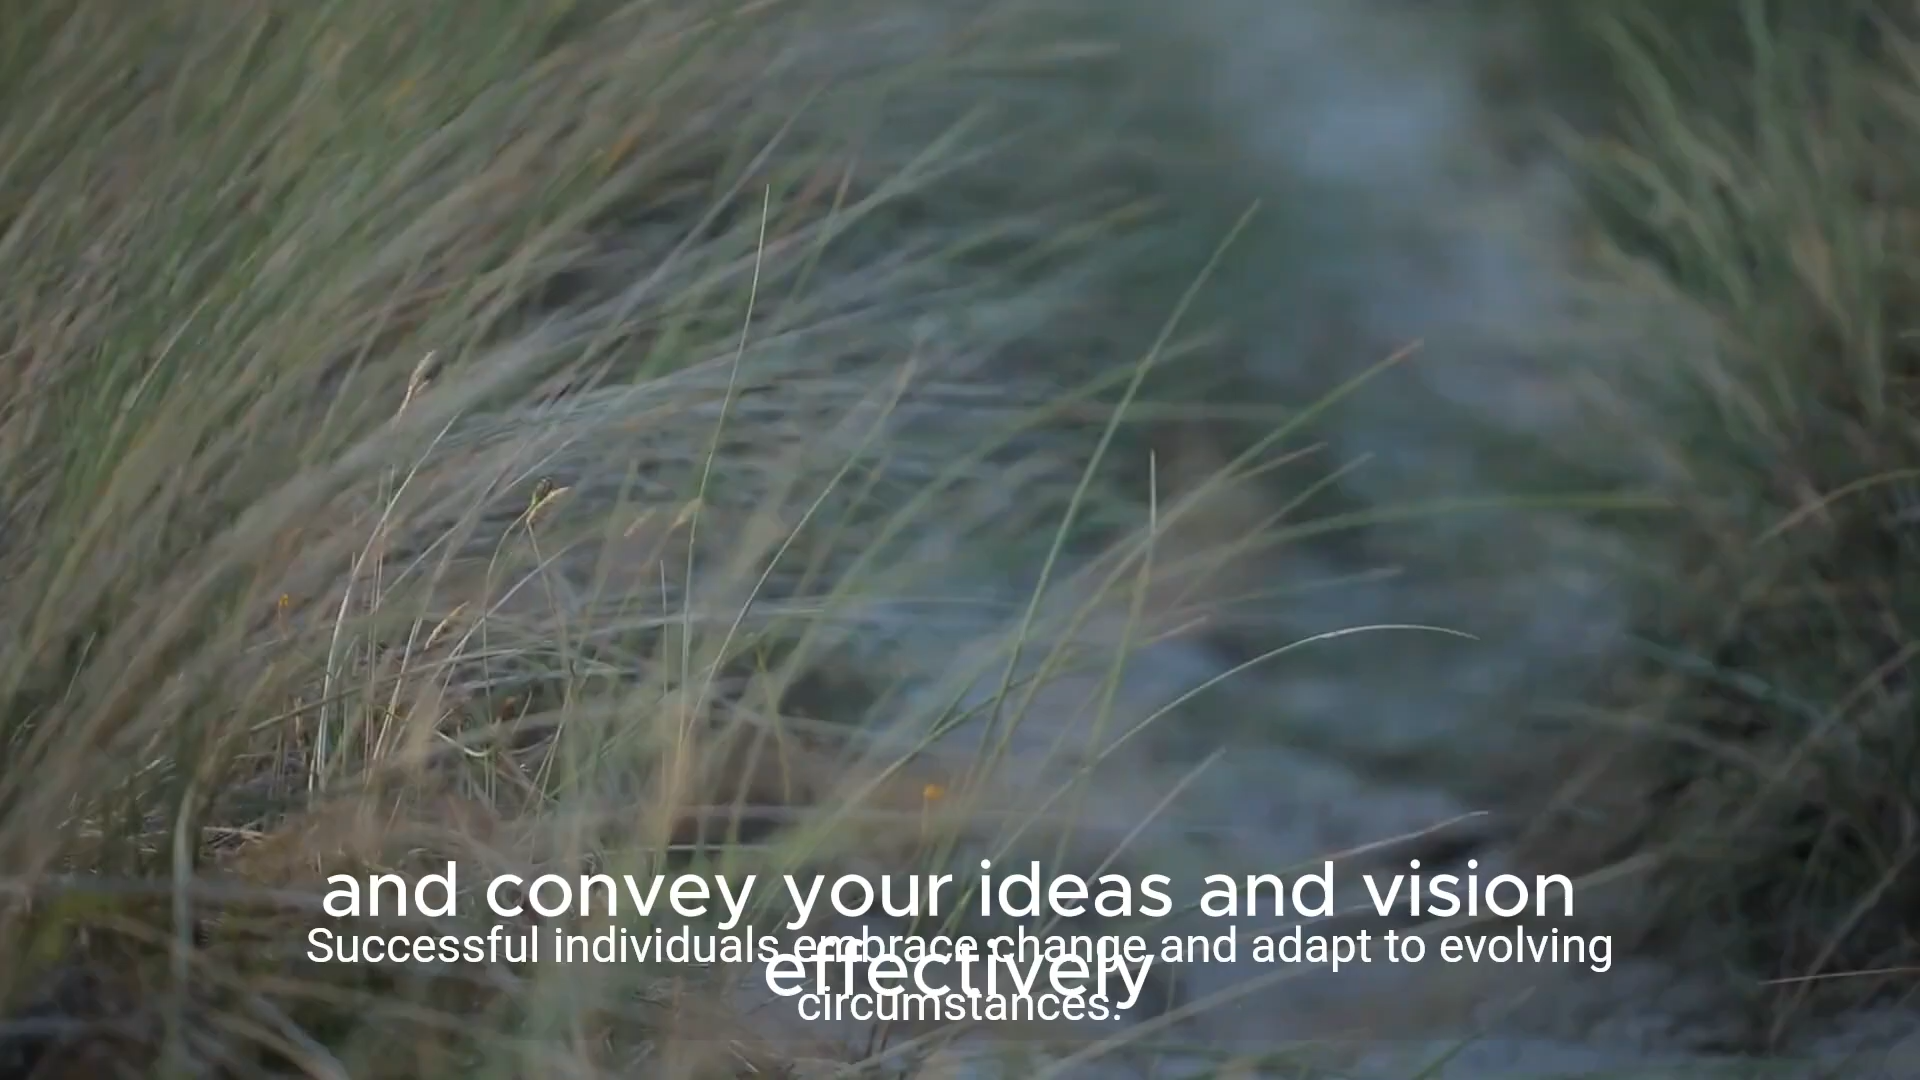 and convey your ideas and vision
effectively
Successful individuals embrace change and adapt to evolving
circumstances.